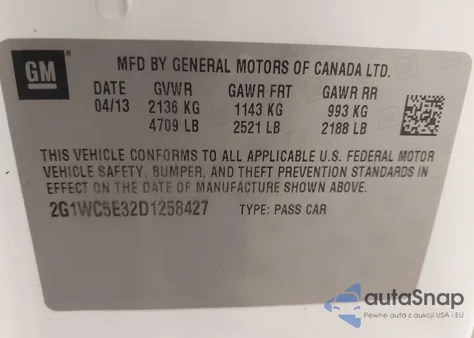 GM
MFD BY GENERAL MOTORS OF CANADA LTD.
DATE GVWR GAWR FRT GAWR RR
04/13 2136 KG 1143 KG 993 KG
4709 LB 2521 LB 2188 LB
THIS VEHICLE CONFORMS TO ALL APPLICABLE U.S. FEDERAL MOTOR
VEHICLE SAFETY, BUMPER, AND THEFT PREVENTION STANDARDS IN
EFFECT ON THE DATE OF MANUFACTURE SHOWN ABOVE.
2G1WC5E32D1258427 TYPE: PASS CAR
autoSnap
Pewne auta z aukcji USA i EU